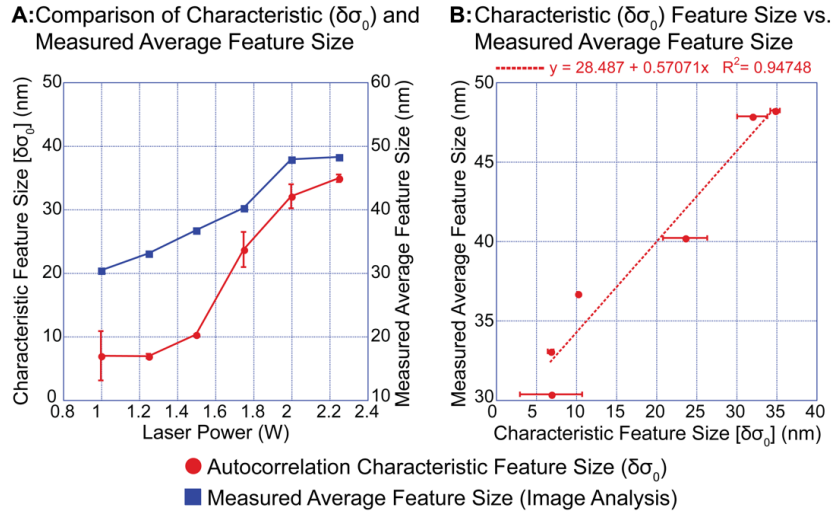 A: Comparison of Characteristic (δσ₀) and
Measured Average Feature Size
Characteristic Feature Size [δσ₀] (nm)
50
40
30
20
10
0
60
50
40
30
20
10
Measured Average Feature Size (nm)
0.8 1 1.2 1.4 1.6 1.8 2 2.2 2.4
Laser Power (W)
B: Characteristic (δσ₀) Feature Size vs.
Measured Average Feature Size
y = 28.487 + 0.57071x R²= 0.94748
Measured Average Feature Size (nm)
50
45
40
35
30
0 5 10 15 20 25 30 35 40
Characteristic Feature Size [δσ₀] (nm)
Autocorrelation Characteristic Feature Size (δσ₀)
Measured Average Feature Size (Image Analysis)